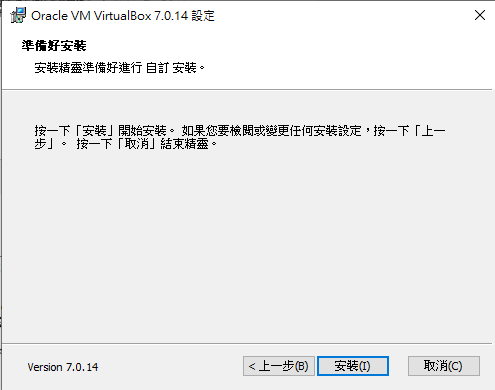 Oracle VM VirtualBox 7.0.14 設定
準備好安裝
安裝精靈準備好進行 自訂 安裝。
按一下「安裝」開始安裝。 如果您要檢閱或變更任何安裝設定，按一下「上一
步」。 按一下「取消」結束精靈。
Version 7.0.14
< 上一步(B)
安裝(I)
取消(C)